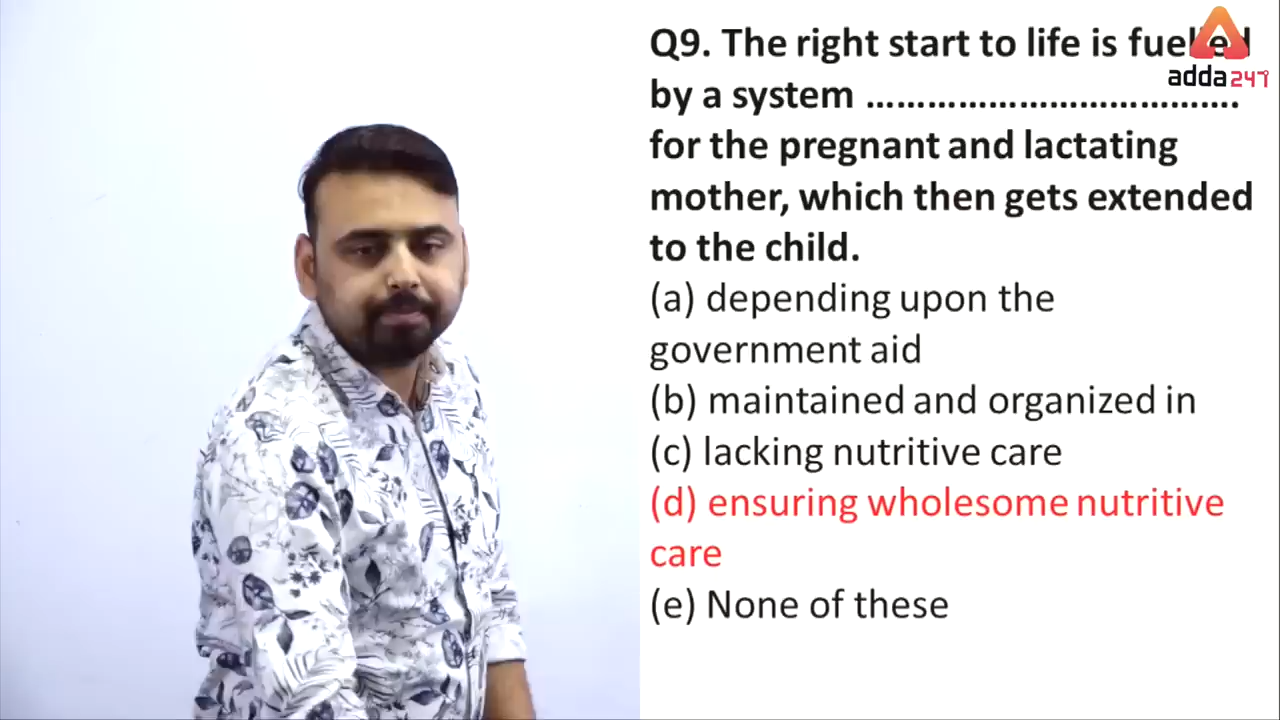 Q9. The right start to life is fuelled
adda247
by a system ……………………………….
for the pregnant and lactating
mother, which then gets extended
to the child.
(a) depending upon the
government aid
(b) maintained and organized in
(c) lacking nutritive care
(d) ensuring wholesome nutritive
care
(e) None of these